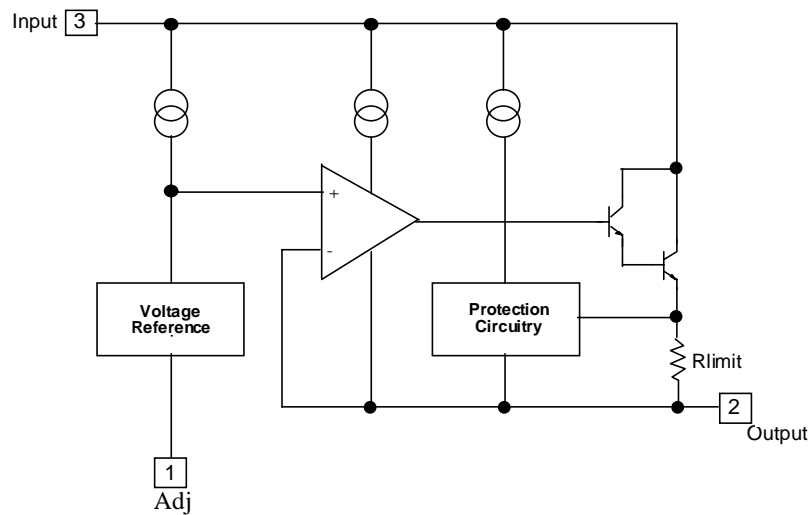 Input 3
+
-
Voltage
Reference
Protection
Circuitry
Rlimit
2
Output
1
Adj